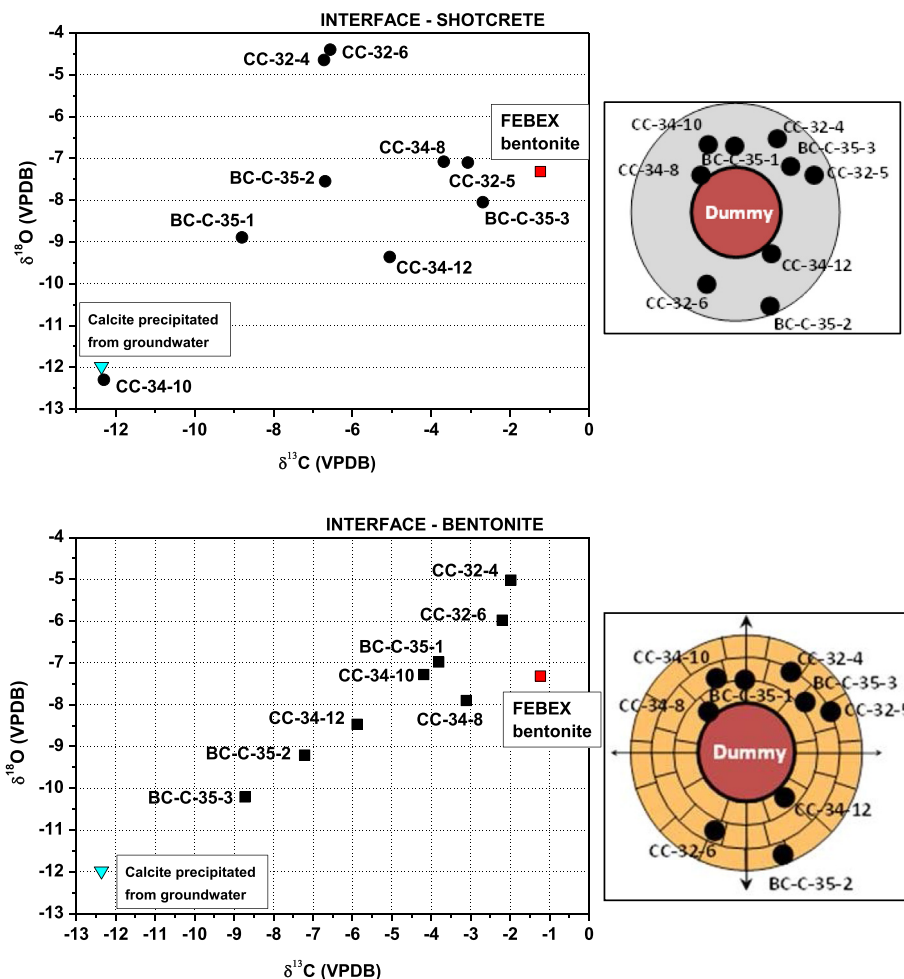 INTERFACE - SHOTCRETE
-4
-5
-6
-7
-8
-9
-10
-11
-12
-13
δ18O (VPDB)
CC-32-4
CC-32-6
FEBEX
bentonite
CC-34-8
CC-32-5
BC-C-35-2
BC-C-35-3
BC-C-35-1
CC-34-12
Calcite precipitated
from groundwater
CC-34-10
-12
-10
-8
-6
-4
-2
0
δ13C (VPDB)
CC-34-10
CC-32-4
BC-C-35-3
CC-34-8
BC-C-35-1
CC-32-5
Dummy
CC-34-12
CC-32-6
BC-C-35-2
INTERFACE - BENTONITE
-4
-5
-6
-7
-8
-9
-10
-11
-12
-13
δ18O (VPDB)
CC-32-4
CC-32-6
BC-C-35-1
CC-34-10
CC-34-8
FEBEX
bentonite
CC-34-12
BC-C-35-2
BC-C-35-3
Calcite precipitated
from groundwater
-13 -12 -11 -10 -9 -8 -7 -6 -5 -4 -3 -2 -1 0
δ13C (VPDB)
CC-34-10
CC-32-4
BC-C-35-3
CC-34-8
BC-C-35-1
CC-32-5
Dummy
CC-34-12
CC-32-6
BC-C-35-2